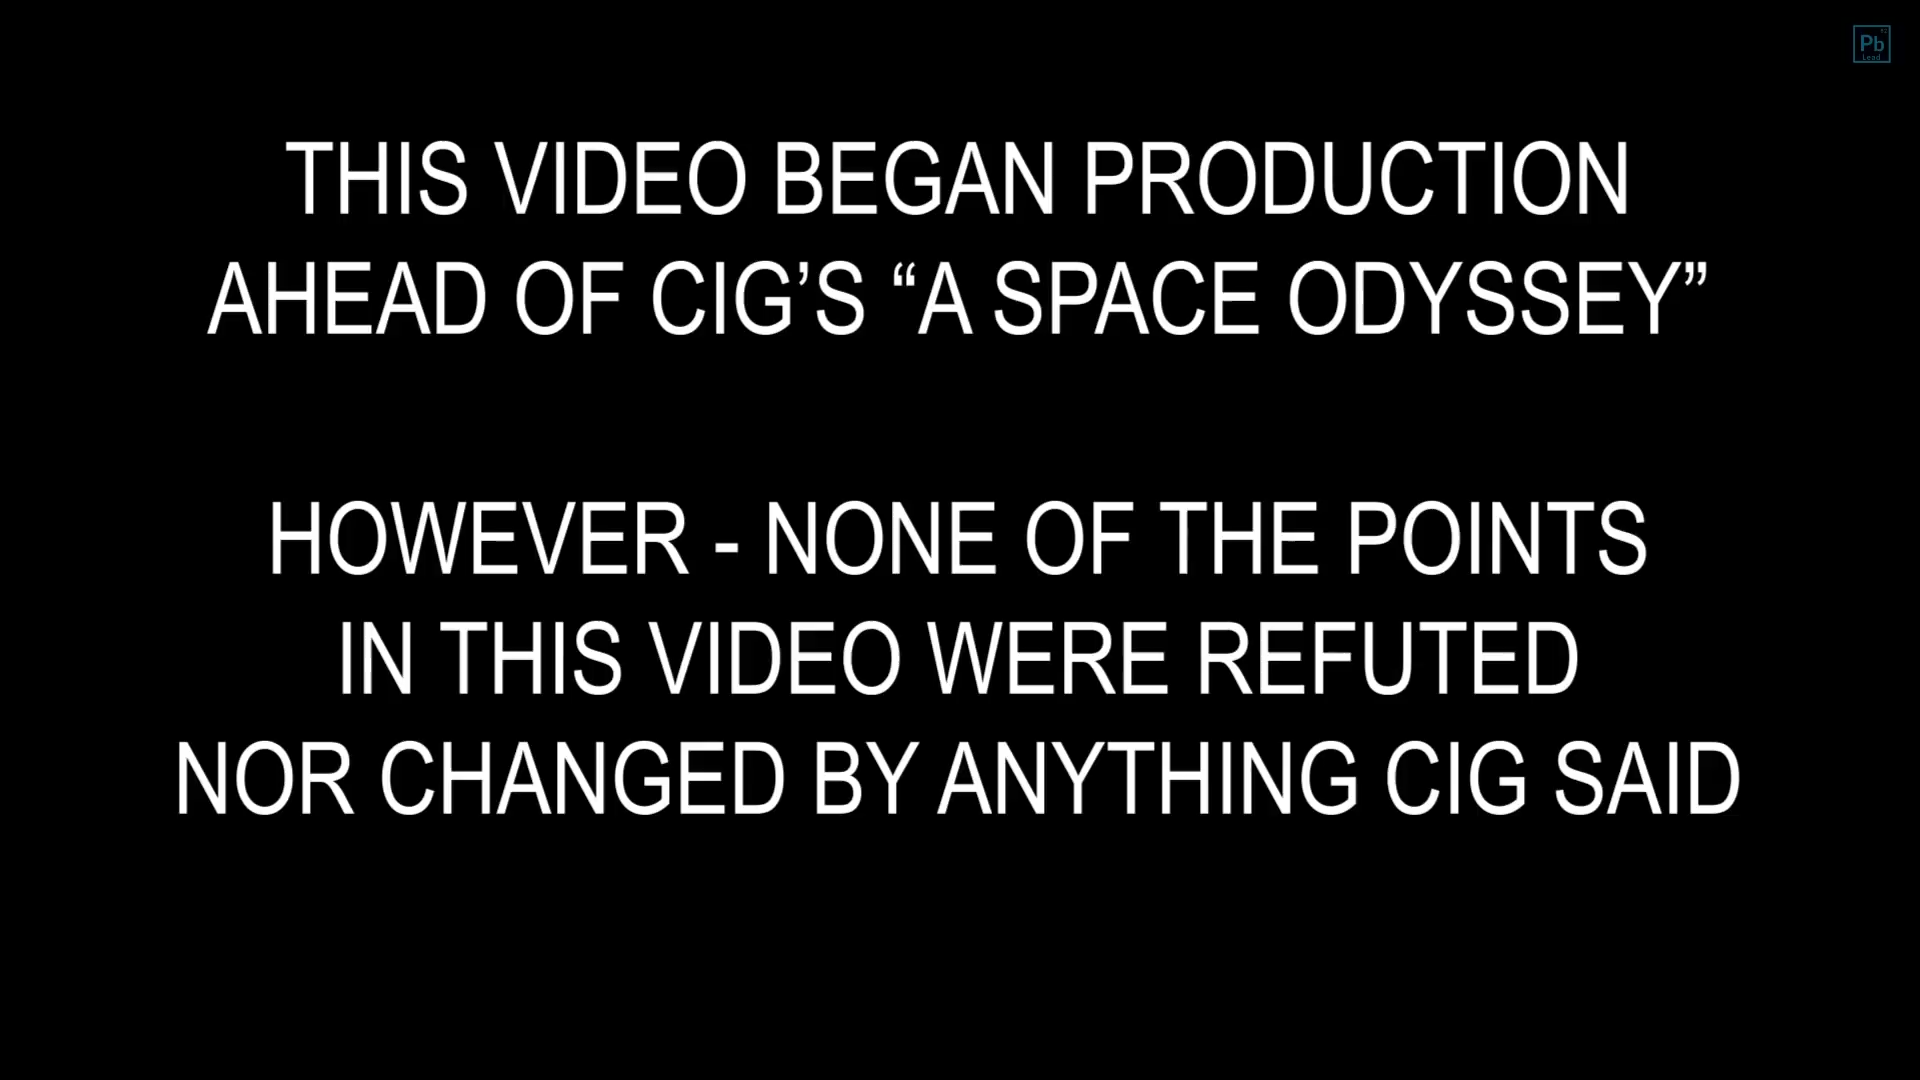 Pb
Lead
THIS VIDEO BEGAN PRODUCTION
AHEAD OF CIG’S “A SPACE ODYSSEY”
HOWEVER - NONE OF THE POINTS
IN THIS VIDEO WERE REFUTED
NOR CHANGED BY ANYTHING CIG SAID